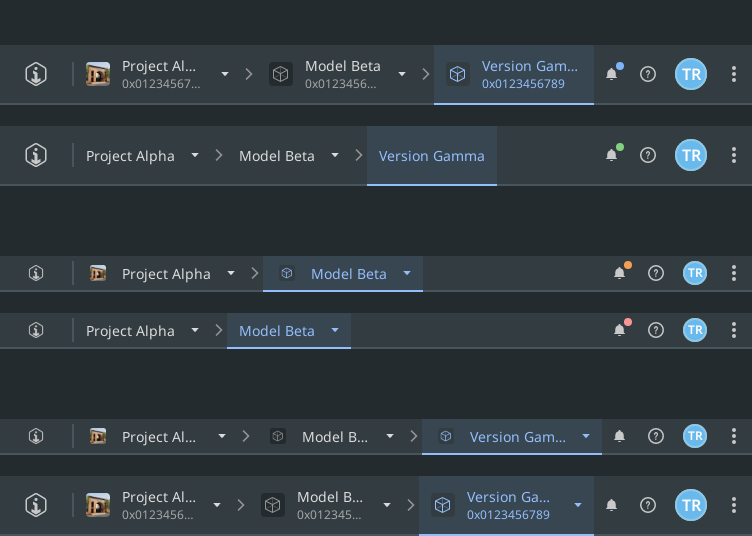 Project Al... Model Beta Version Gam... TR
0x01234567... 0x0123456... 0x0123456789
Project Alpha Model Beta Version Gamma TR
Project Alpha Model Beta TR
Project Alpha Model Beta TR
Project Al... Model B... Version Gam... TR
Project Al... Model B... Version Ga... TR
0x0123456... 0x012345... 0x0123456789